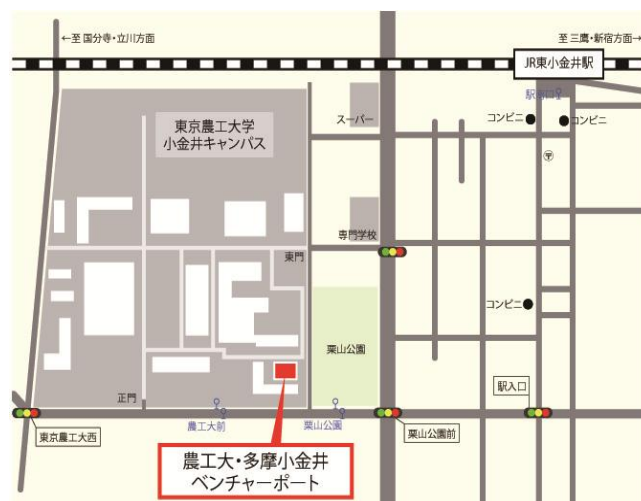 ←至 国分寺・立川方面
至 三鷹・新宿方面→
JR東小金井駅
駅南口
東京農工大学
小金井キャンパス
スーパー
コンビニ
コンビニ
〒
専門学校
東門
コンビニ
栗山公園
正門
駅入口
農工大前
栗山公園
東京農工大西
栗山公園前
農工大・多摩小金井
ベンチャーポート